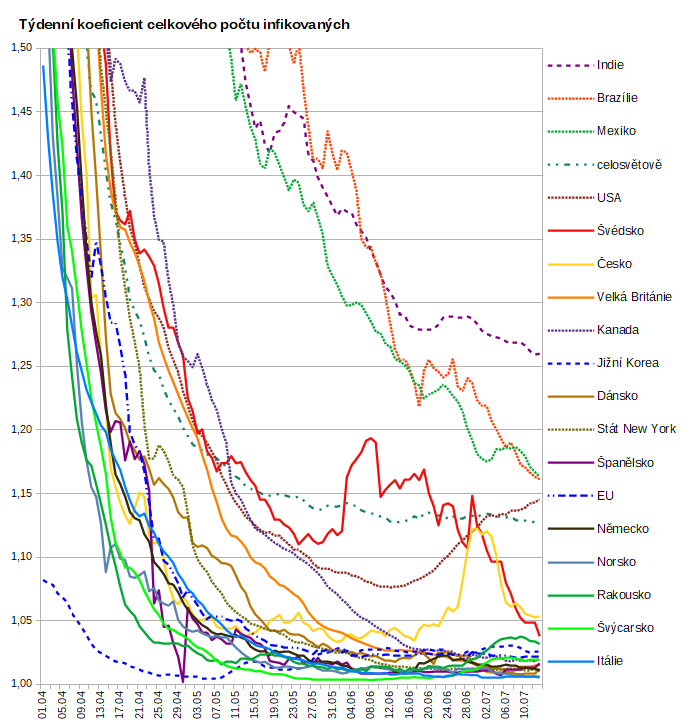 Týdenní koeficient celkového počtu infikovaných
1,50
1,45
1,40
1,35
1,30
1,25
1,20
1,15
1,10
1,05
1,00
01.04
05.04
09.04
13.04
17.04
21.04
25.04
29.04
03.05
07.05
11.05
15.05
19.05
23.05
27.05
31.05
04.06
08.06
12.06
16.06
20.06
24.06
28.06
02.07
06.07
10.07
Indie
Brazílie
Mexiko
celosvětově
USA
Švédsko
Česko
Velká Británie
Kanada
Jižní Korea
Dánsko
Stát New York
Španělsko
EU
Německo
Norsko
Rakousko
Švýcarsko
Itálie